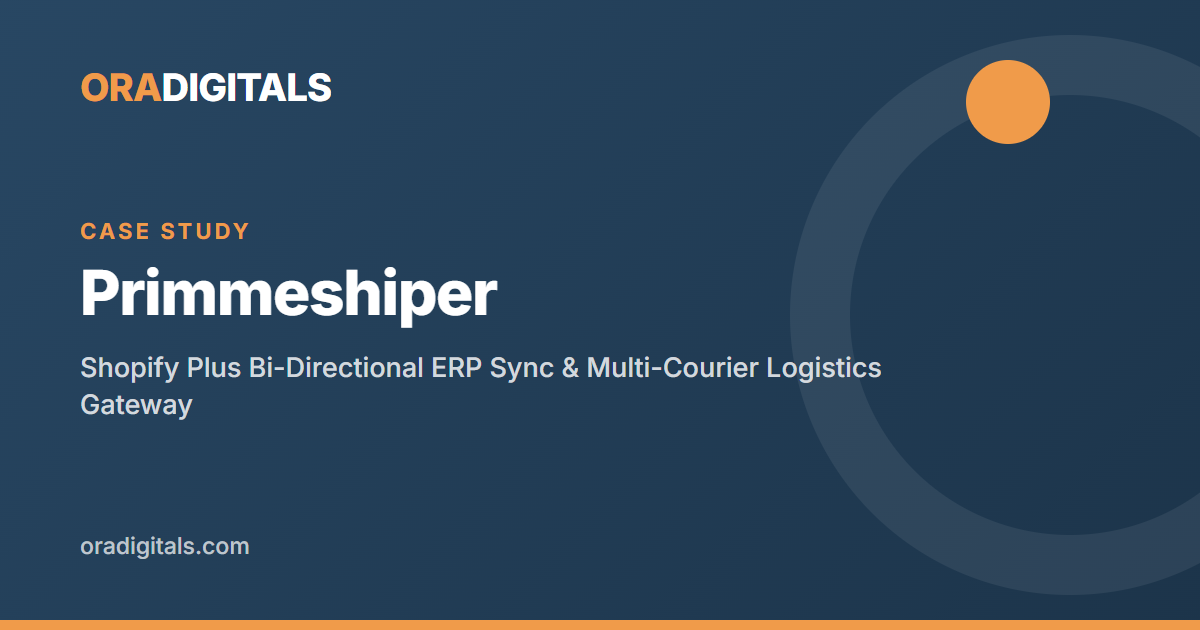 ORADIGITALS
CASE STUDY
Primmeshiper
Shopify Plus Bi-Directional ERP Sync & Multi-Courier Logistics
Gateway
oradigitals.com